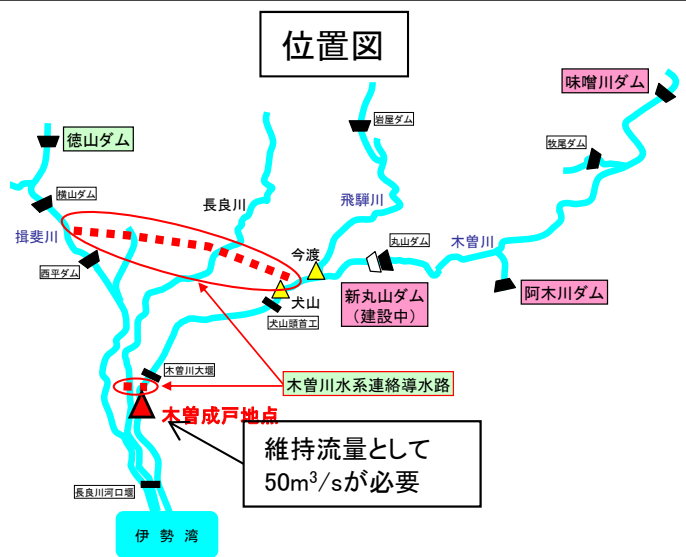 位置図
味噌川ダム
岩屋ダム
徳山ダム
牧尾ダム
横山ダム
長良川
飛騨川
揖斐川
今渡
丸山ダム
木曽川
西平ダム
犬山
新丸山ダム
(建設中)
阿木川ダム
犬山頭首工
木曽川大堰
木曽川水系連絡導水路
木曽成戸地点
維持流量として
50m³/sが必要
長良川河口堰
伊勢湾